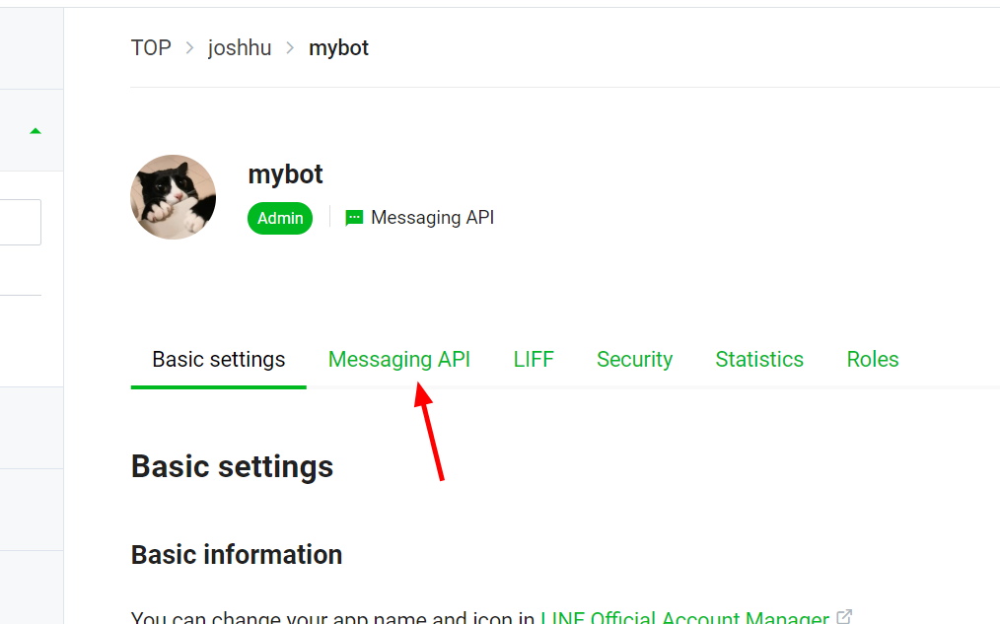 TOP > joshhu > mybot
mybot
Admin Messaging API
Basic settings Messaging API LIFF Security Statistics Roles
Basic settings
Basic information
You can change your app name and icon in LINE Official Account Manager